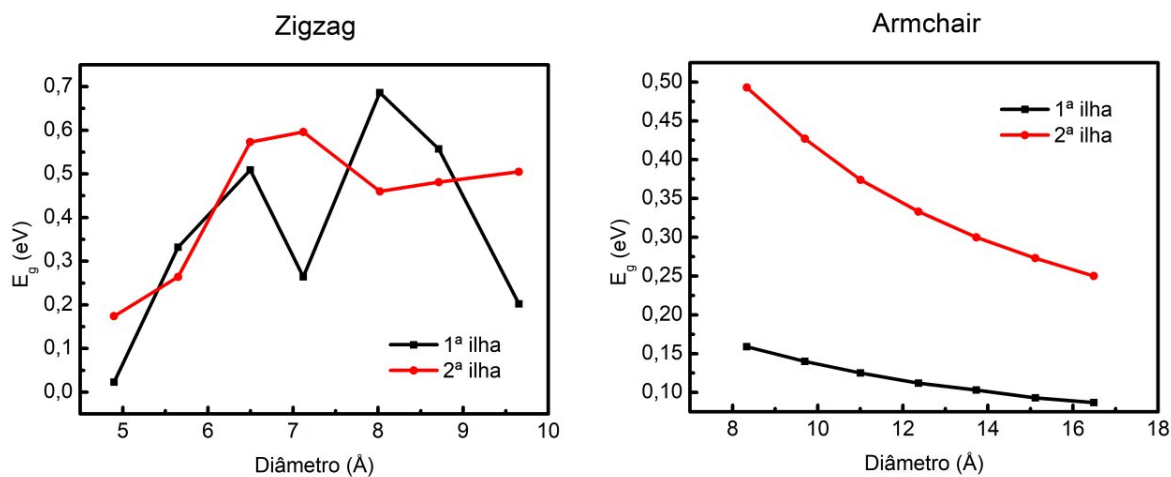 Zigzag
E_g (eV)
0,7
0,6
0,5
0,4
0,3
0,2
0,1
0,0
1ª ilha
2ª ilha
5 6 7 8 9 10
Diâmetro (Å)
Armchair
E_g (eV)
0,50
0,45
0,40
0,35
0,30
0,25
0,20
0,15
0,10
1ª ilha
2ª ilha
8 10 12 14 16 18
Diâmetro (Å)